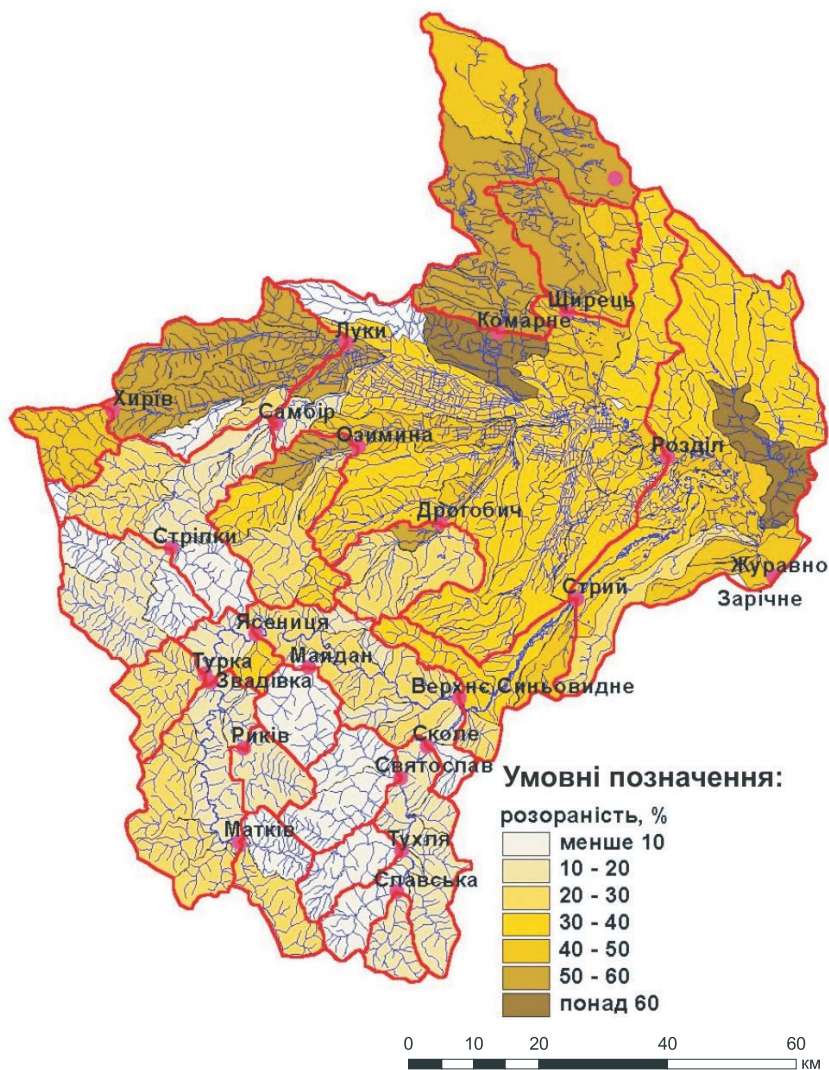 Щирець
Комарне
Луки
Хирів
Самбір
Озимина
Розділ
Дрогобич
Стрілки
Журавно
Зарічне
Стрий
Ясениця
Майдан
Турка
Завадівка
Верхнє Синьовидне
Риків
Сколе
Святослав
Матків
Тухля
Славська
Умовні позначення:
розораність, %
менше 10
10 - 20
20 - 30
30 - 40
40 - 50
50 - 60
понад 60
0 10 20 40 60
км